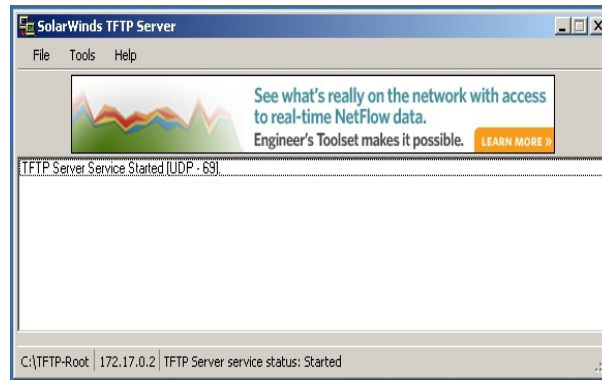 SolarWinds TFTP Server
File Tools Help
See what's really on the network with access
to real-time NetFlow data.
Engineer's Toolset makes it possible. LEARN MORE »
TFTP Server Service Started (UDP - 69).
C:\TFTP-Root 172.17.0.2 TFTP Server service status: Started